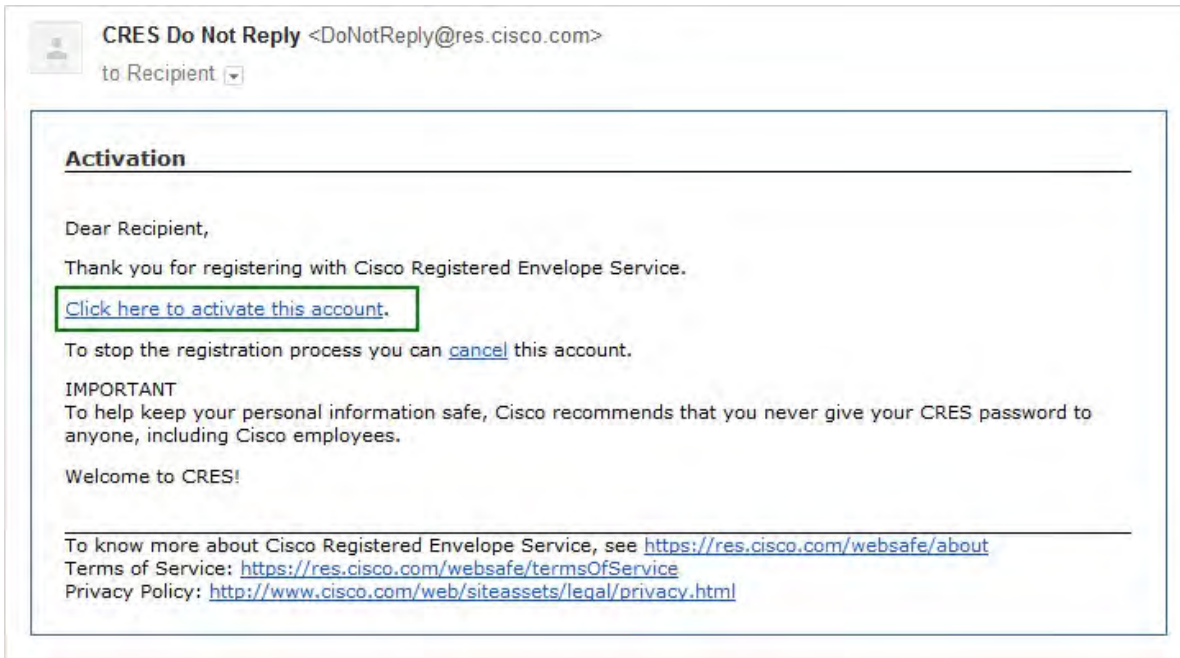 CRES Do Not Reply <DoNotReply@res.cisco.com>
to Recipient
Activation
Dear Recipient,
Thank you for registering with Cisco Registered Envelope Service.
Click here to activate this account.
To stop the registration process you can cancel this account.
IMPORTANT
To help keep your personal information safe, Cisco recommends that you never give your CRES password to
anyone, including Cisco employees.
Welcome to CRES!
To know more about Cisco Registered Envelope Service, see https://res.cisco.com/websafe/about
Terms of Service: https://res.cisco.com/websafe/termsOfService
Privacy Policy: http://www.cisco.com/web/siteassets/legal/privacy.html